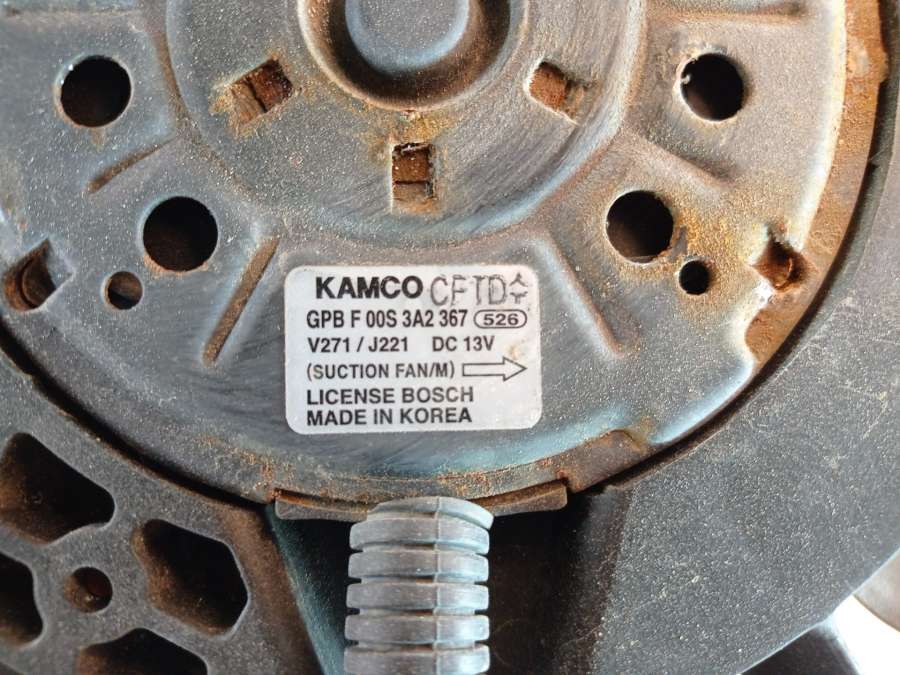 KAMCO CFTD
GPB F 00S 3A2 367 526
V271 / J221 DC 13V
(SUCTION FAN/M)
LICENSE BOSCH
MADE IN KOREA